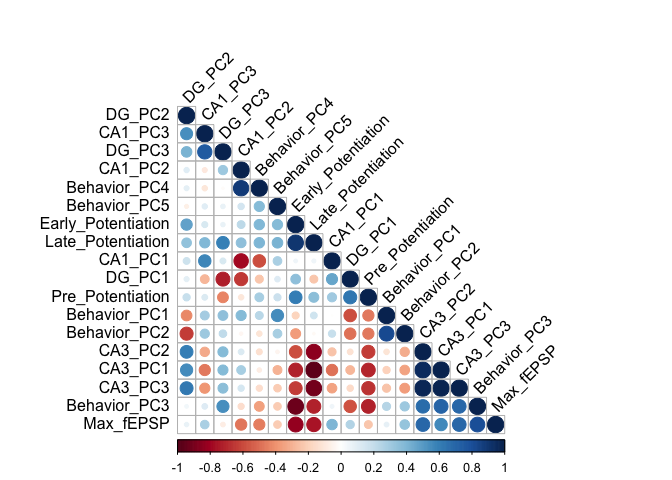 DG_PC2
CA1_PC3
DG_PC3
CA1_PC2
Behavior_PC4
Behavior_PC5
Early_Potentiation
Late_Potentiation
CA1_PC1
DG_PC1
Pre_Potentiation
Behavior_PC1
Behavior_PC2
CA3_PC2
CA3_PC1
CA3_PC3
Behavior_PC3
Max_fEPSP
DG_PC2
CA1_PC3
DG_PC3
CA1_PC2
Behavior_PC4
Behavior_PC5
Early_Potentiation
Late_Potentiation
CA1_PC1
DG_PC1
Pre_Potentiation
Behavior_PC1
Behavior_PC2
CA3_PC2
CA3_PC1
CA3_PC3
Behavior_PC3
Max_fEPSP
-1 -0.8 -0.6 -0.4 -0.2 0 0.2 0.4 0.6 0.8 1